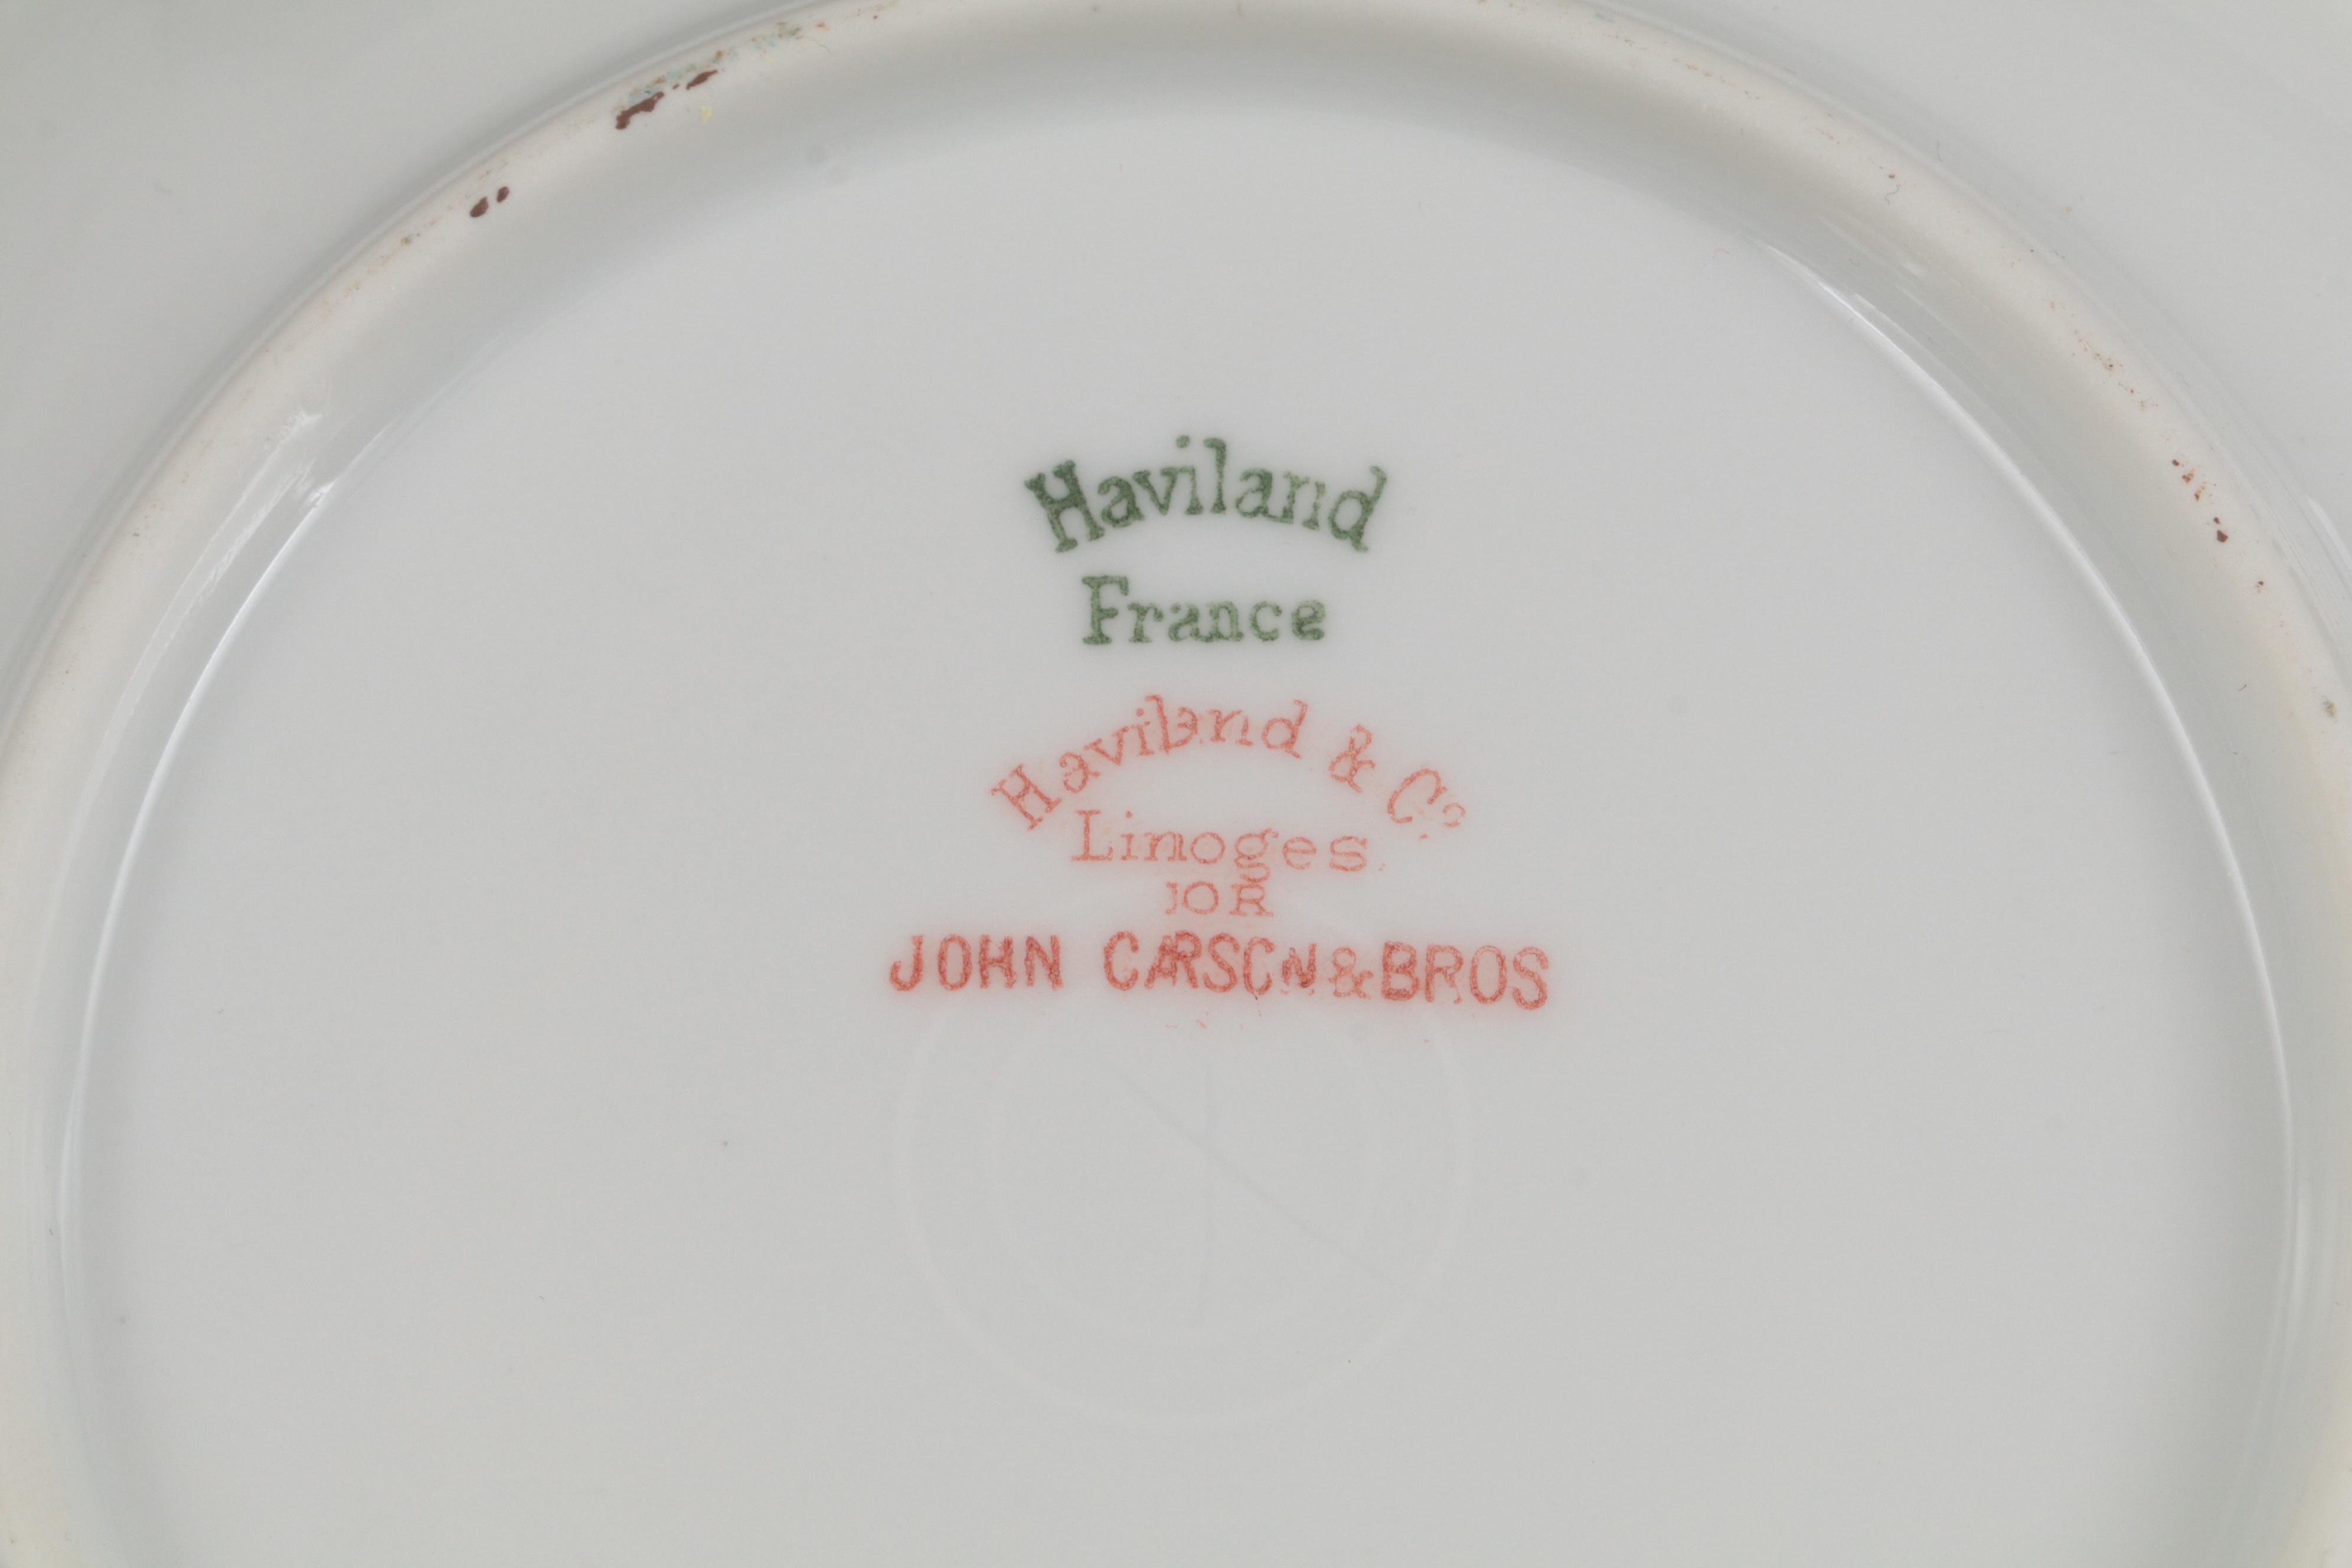 Haviland
France
Haviland & Co.
Limoges
FOR
JOHN CARSON & BROS